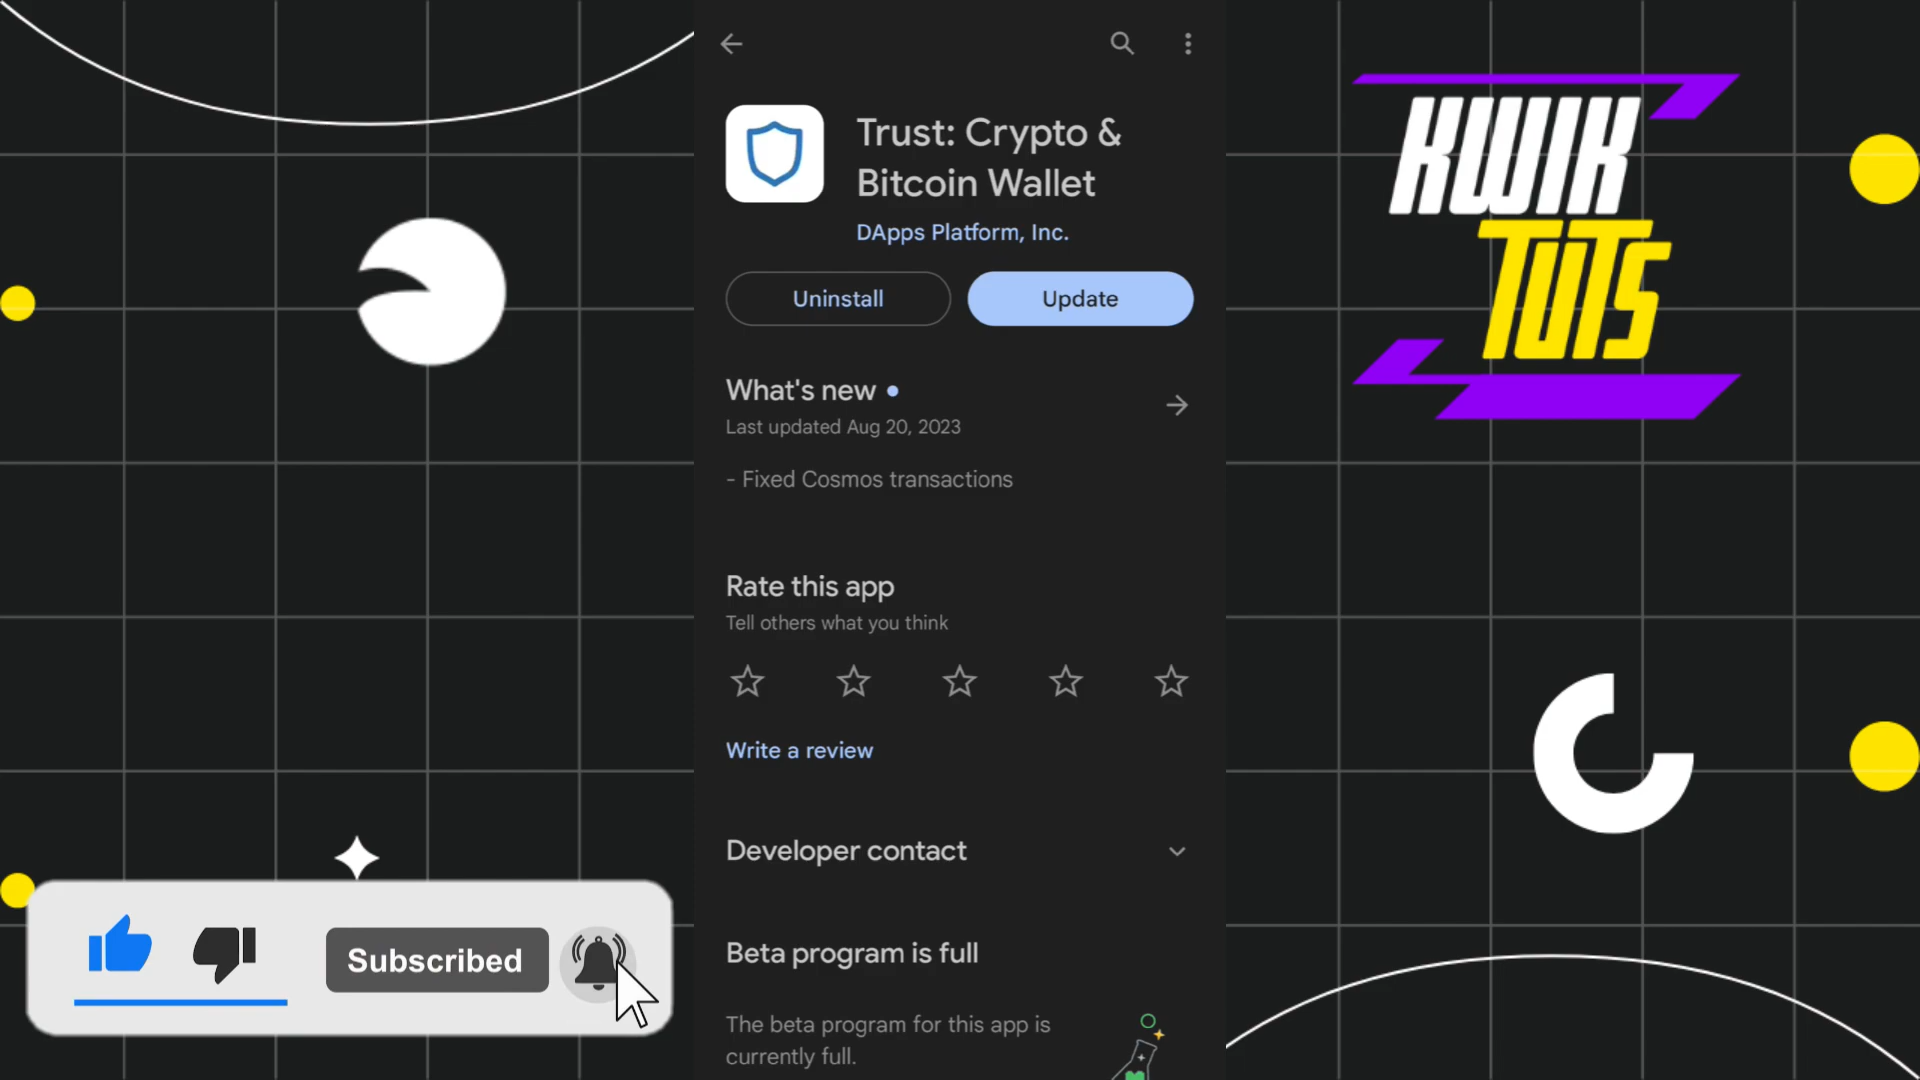 Trust: Crypto &
Bitcoin Wallet
DApps Platform, Inc.
Uninstall
Update
What's new
Last updated Aug 20, 2023
- Fixed Cosmos transactions
Rate this app
Tell others what you think
Write a review
Developer contact
Beta program is full
The beta program for this app is
currently full.
KWIK
TUTS
Subscribed